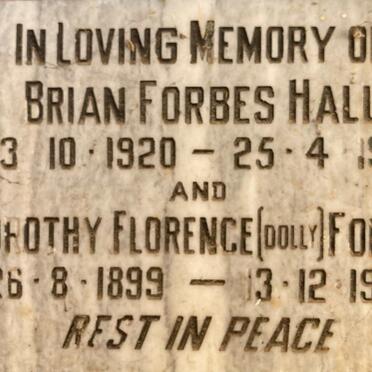 IN LOVING MEMORY O
BRIAN FORBES HALL
3 10 · 1920 – 25 · 4 1
AND
ROTHY FLORENCE (DOLLY) FO
26 · 8 · 1899 – 13 · 12 19
REST IN PEACE